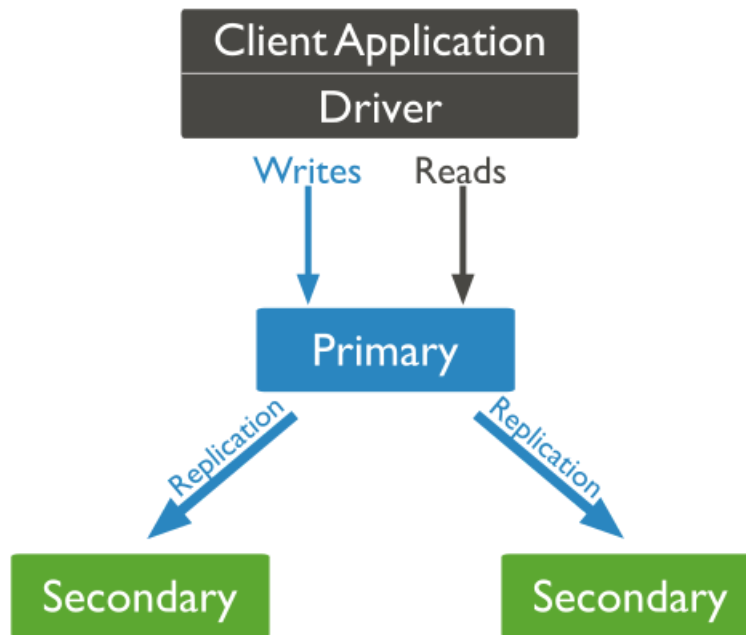 Client Application
Driver
Writes
Reads
Primary
Replication
Replication
Secondary
Secondary